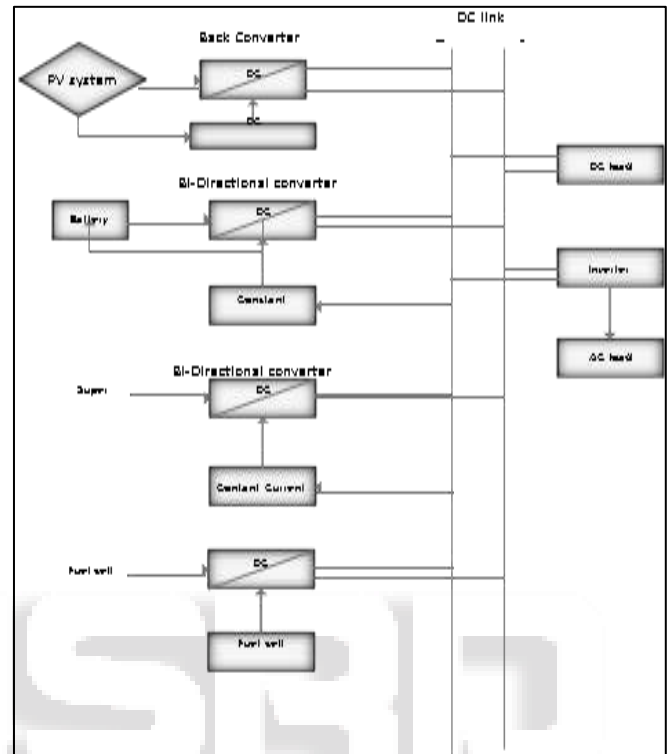 DC link
Back Converter
PV system
DC
DC
DC load
Bi-Directional converter
Battery
DC
Inverter
Constant
AC load
Bi-Directional converter
Super
DC
Constant Current
Fuel cell
DC
Fuel cell